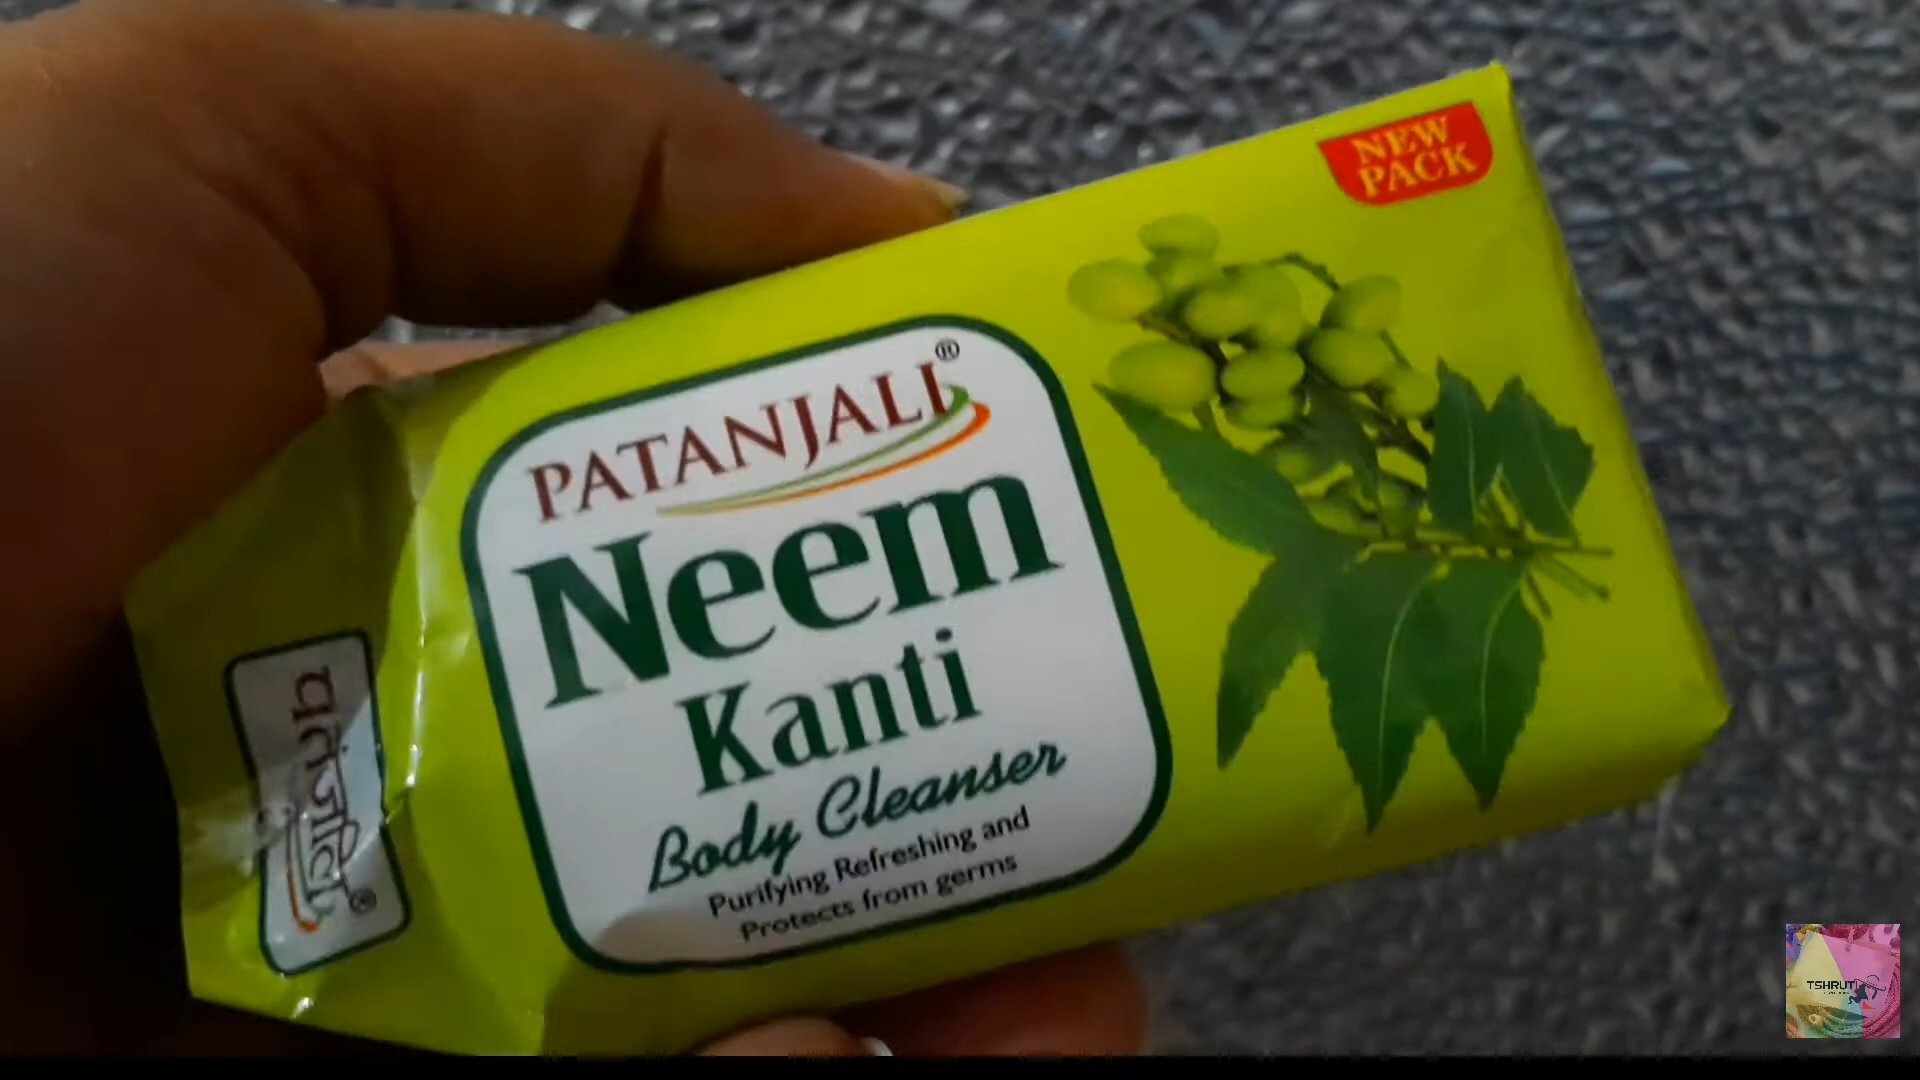 NEW
PACK
PATANJALI®
Neem
Kanti
Body Cleanser
Purifying Refreshing and
Protects from germs
पतंजलि®
TSHRUTI